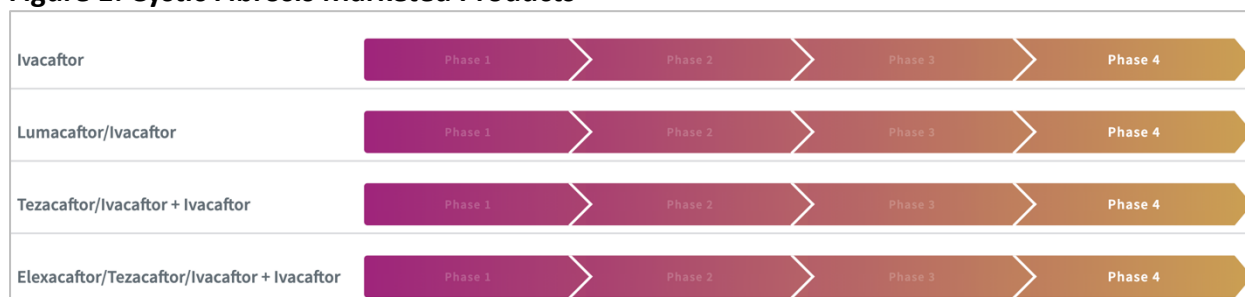 Figure 1: Cystic Fibrosis Marketed Products
Ivacaftor Phase 1 Phase 2 Phase 3 Phase 4
Lumacaftor/Ivacaftor Phase 1 Phase 2 Phase 3 Phase 4
Tezacaftor/Ivacaftor + Ivacaftor Phase 1 Phase 2 Phase 3 Phase 4
Elexacaftor/Tezacaftor/Ivacaftor + Ivacaftor Phase 1 Phase 2 Phase 3 Phase 4